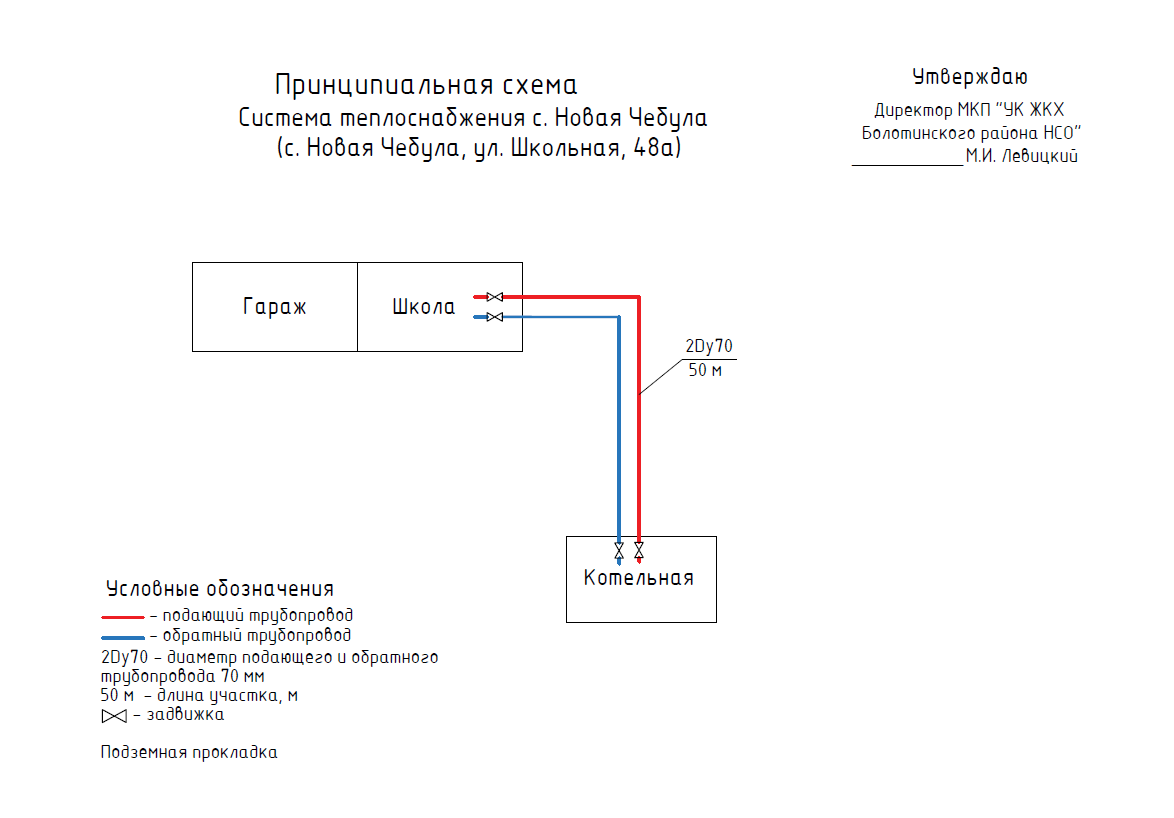 Принципиальная схема
Система теплоснабжения с. Новая Чебула
(с. Новая Чебула, ул. Школьная, 48а)
Утверждаю
Директор МКП "УК ЖКХ
Болотинского района НСО"
М.И. Левицкий
Гараж
Школа
2Dу70
50 м
Котельная
Условные обозначения
– подающий трубопровод
– обратный трубопровод
2Dу70 – диаметр подающего и обратного
трубопровода 70 мм
50 м – длина участка, м
– задвижка
Подземная прокладка